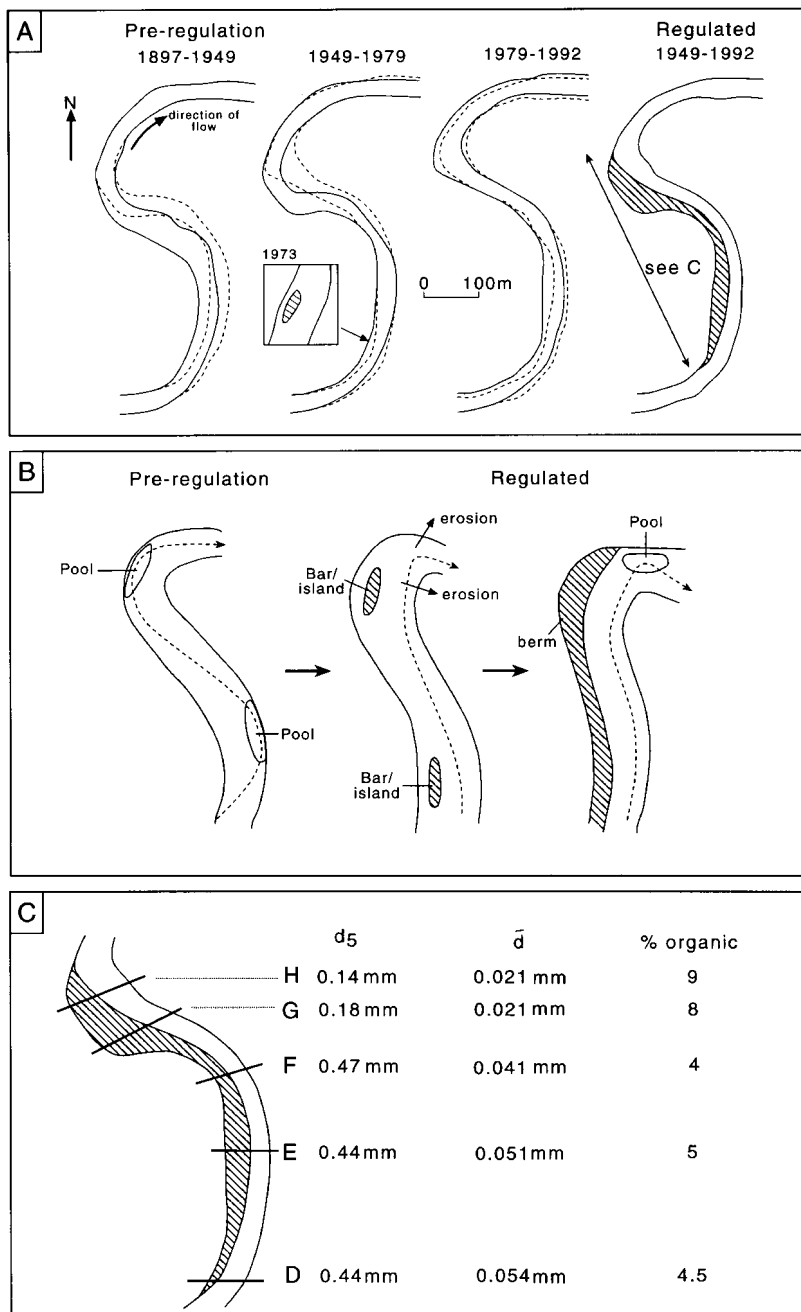 A
Pre-regulation
1897-1949
1949-1979
1979-1992
Regulated
1949-1992
N
direction of
flow
1973
0 100m
see C
B
Pre-regulation
Regulated
Pool
Pool
erosion
Bar/
island
erosion
Bar/
island
Pool
berm
C
d5 d̄ % organic
H 0.14 mm 0.021 mm 9
G 0.18 mm 0.021 mm 8
F 0.47 mm 0.041 mm 4
E 0.44 mm 0.051 mm 5
D 0.44 mm 0.054 mm 4.5